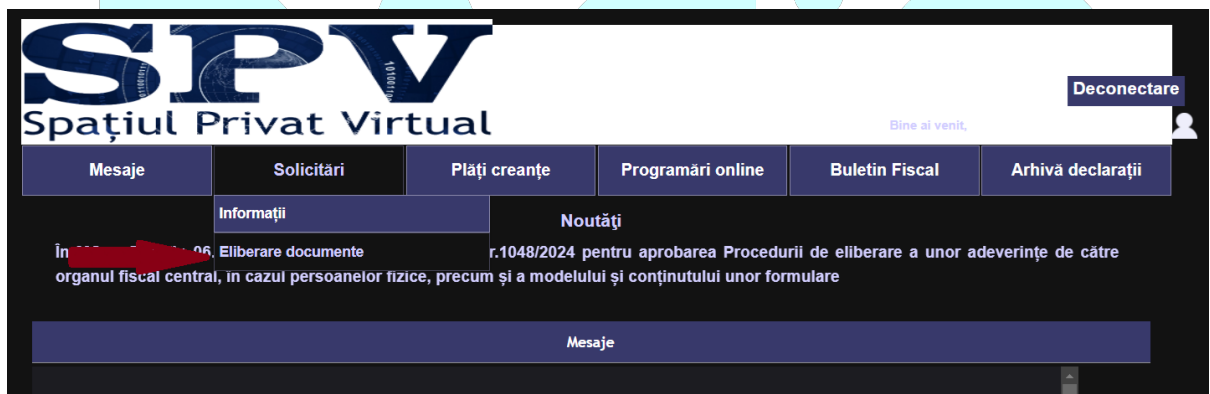 SPV
Spațiul Privat Virtual
Deconectare
Bine ai venit,
Mesaje
Solicitări
Plăți creanțe
Programări online
Buletin Fiscal
Arhivă declarații
Informații
Eliberare documente
Noutăţi
În 06. r.1048/2024 pentru aprobarea Procedurii de eliberare a unor adeverințe de către
organul fiscal central, în cazul persoanelor fizice, precum și a modelului și conținutului unor formulare
Mesaje